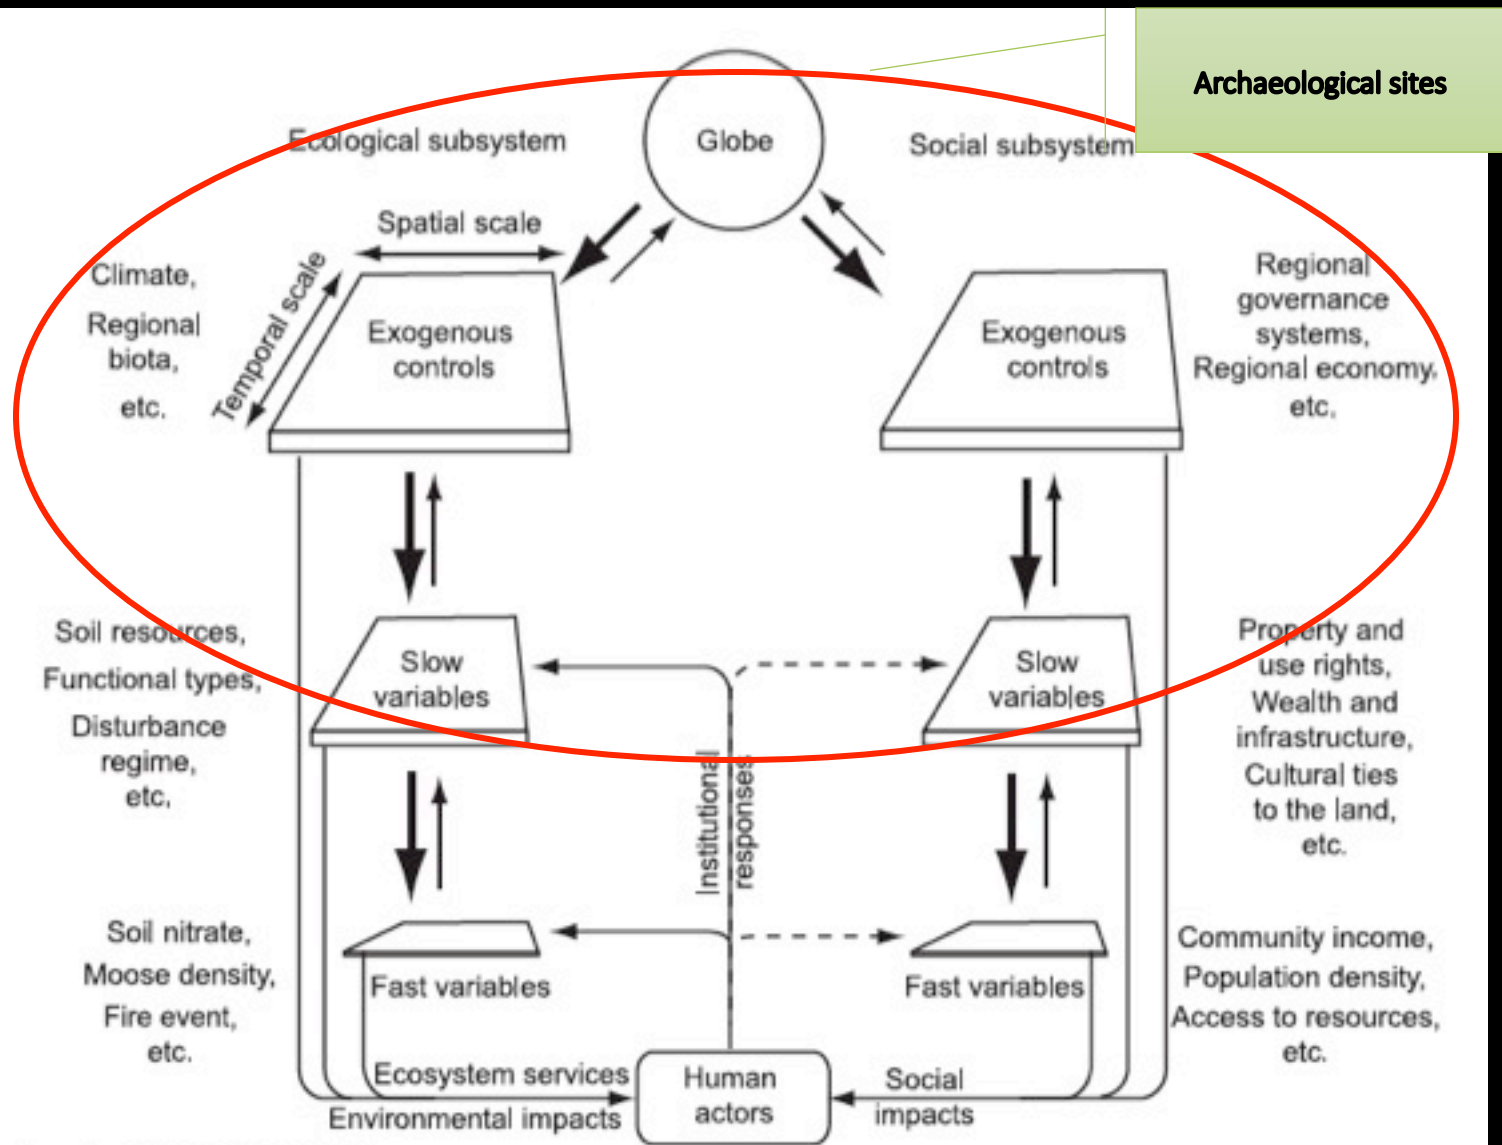 Archaeological sites
Globe
Ecological subsystem
Social subsystem
Spatial scale
Temporal scale
Climate,
Regional
biota,
etc.
Exogenous
controls
Exogenous
controls
Regional
governance
systems,
Regional economy,
etc.
Soil resources,
Functional types,
Disturbance
regime,
etc.
Slow
variables
Slow
variables
Property and
use rights,
Wealth and
infrastructure,
Cultural ties
to the land,
etc.
Institutional
responses
Soil nitrate,
Moose density,
Fire event,
etc.
Fast variables
Fast variables
Community income,
Population density,
Access to resources,
etc.
Ecosystem services
Environmental impacts
Human
actors
Social
impacts